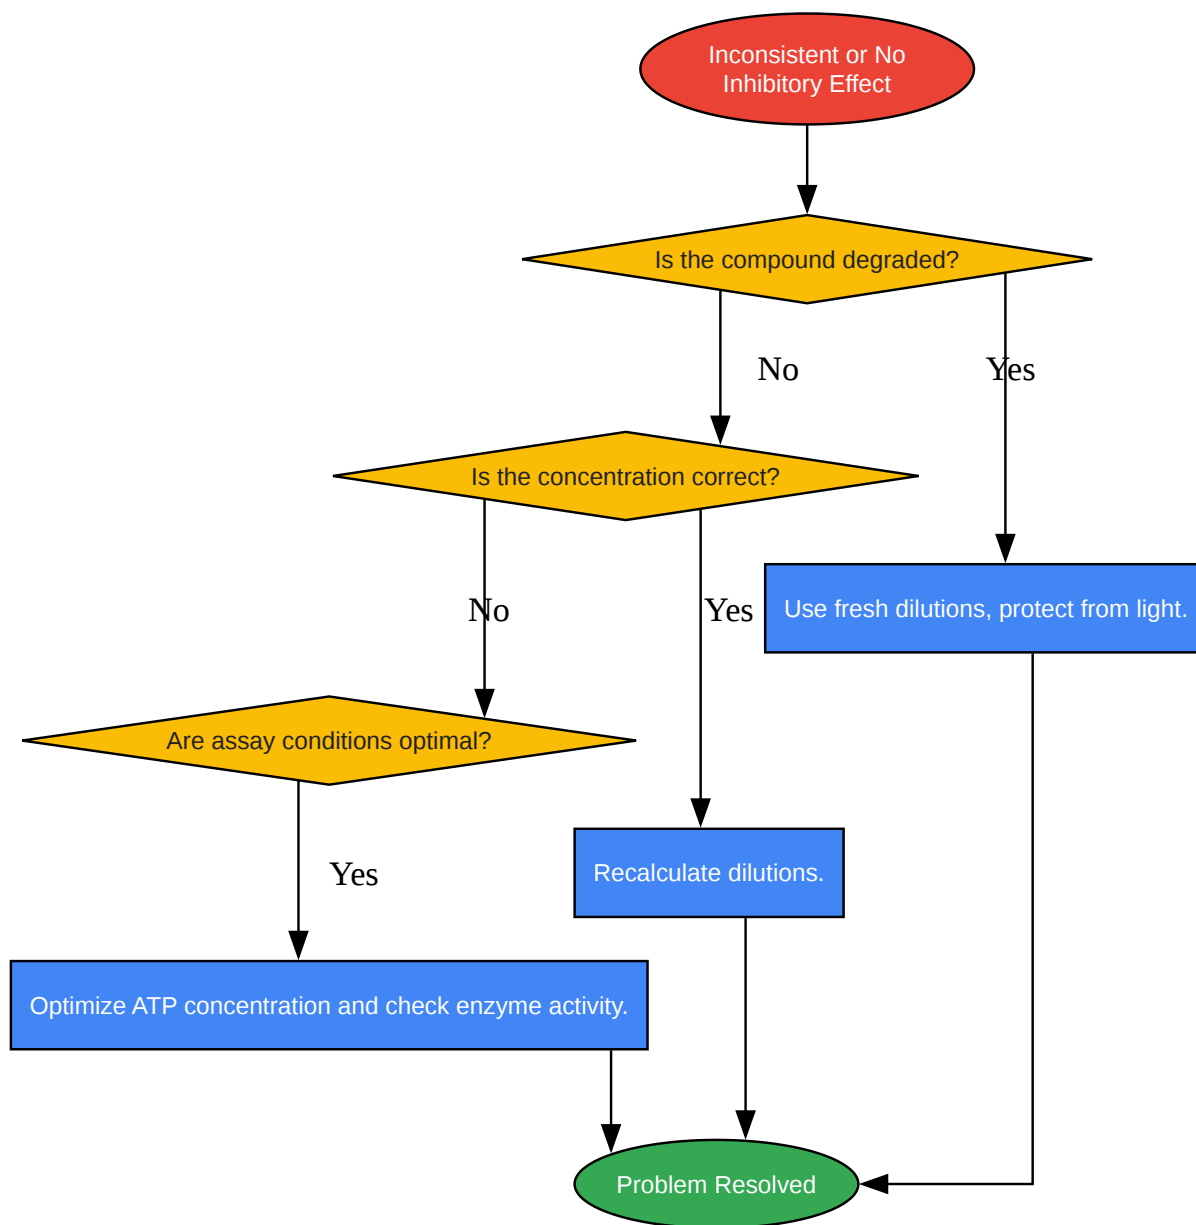 Inconsistent or No
Inhibitory Effect
Is the compound degraded?
No
Yes
Is the concentration correct?
No
Yes
Use fresh dilutions, protect from light.
Are assay conditions optimal?
Yes
Recalculate dilutions.
Optimize ATP concentration and check enzyme activity.
Problem Resolved